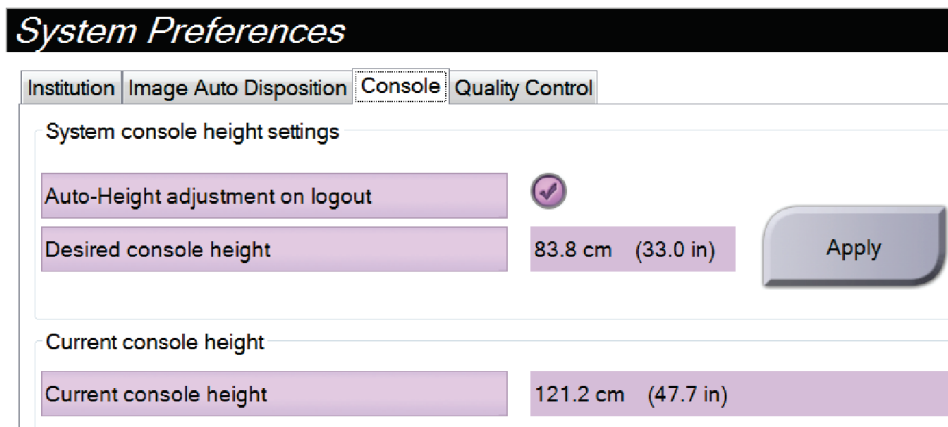 System Preferences
Institution Image Auto Disposition Console Quality Control
System console height settings
Auto-Height adjustment on logout
Desired console height 83.8 cm (33.0 in) Apply
Current console height
Current console height 121.2 cm (47.7 in)